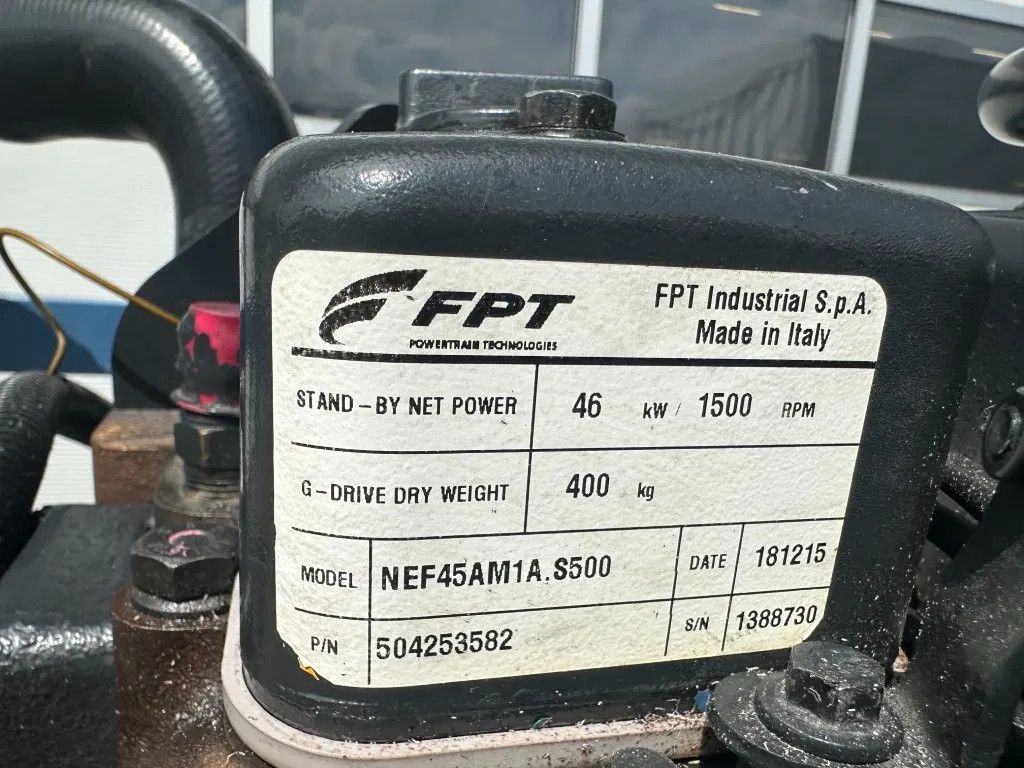 FPT
POWERTRAIN TECHNOLOGIES
FPT Industrial S.p.A.
Made in Italy
STAND-BY NET POWER 46 kW / 1500 RPM
G-DRIVE DRY WEIGHT 400 kg
MODEL NEF45AM1A.S500 DATE 181215
P/N 504253582 S/N 1388730